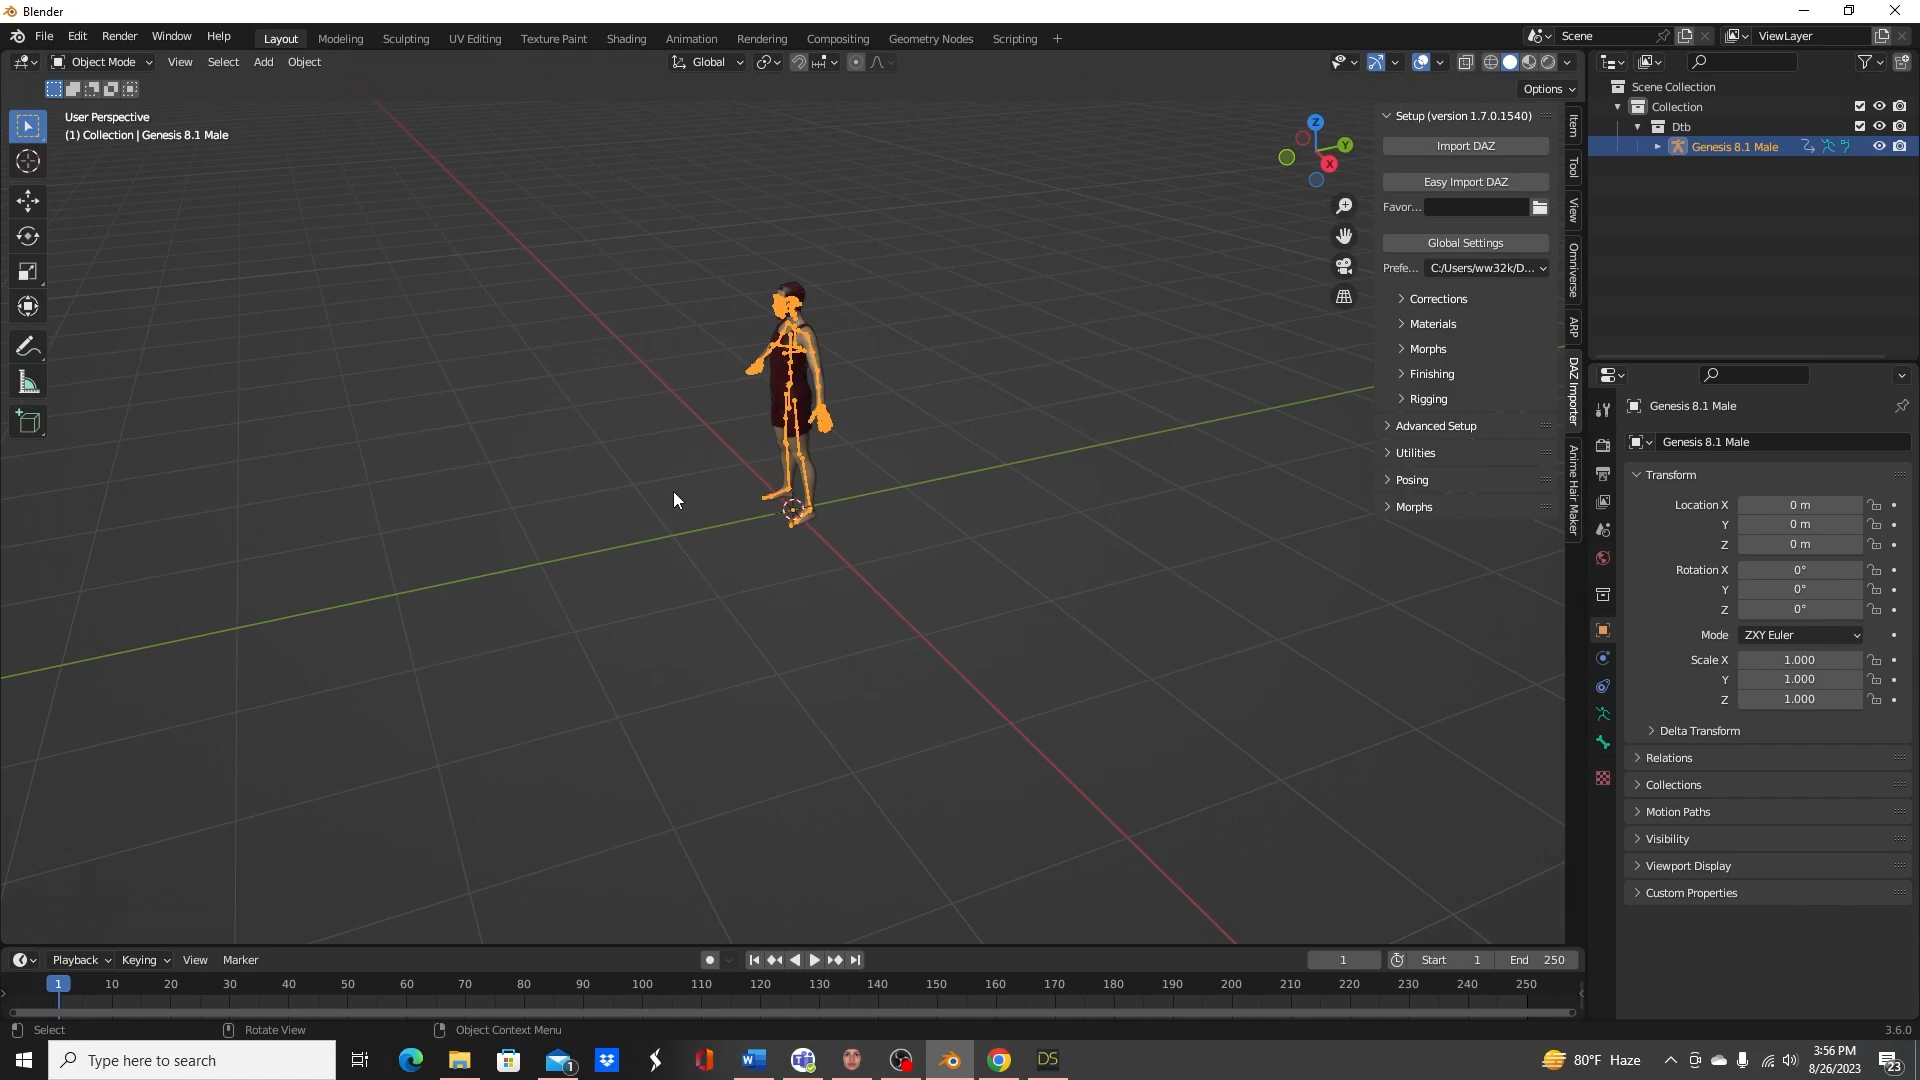 Blender
File Edit Render Window Help
Layout Modeling Sculpting UV Editing Texture Paint Shading Animation Rendering Compositing Geometry Nodes Scripting +
Scene
ViewLayer
Object Mode View Select Add Object
Global
Options
User Perspective
(1) Collection | Genesis 8.1 Male
Z
Y
X
Setup (version 1.7.0.1540)
Import DAZ
Easy Import DAZ
Favor...
Global Settings
Prefe... C:/Users/ww32k/D...
Corrections
Materials
Morphs
Finishing
Rigging
Advanced Setup
Utilities
Posing
Morphs
Item
Tool
View
Omniverse
ARP
DAZ Importer
Anime Hair Maker
Scene Collection
Collection
Dtb
Genesis 8.1 Male
Genesis 8.1 Male
Genesis 8.1 Male
Transform
Location X 0 m
Y 0 m
Z 0 m
Rotation X 0°
Y 0°
Z 0°
Mode ZXY Euler
Scale X 1.000
Y 1.000
Z 1.000
Delta Transform
Relations
Collections
Motion Paths
Visibility
Viewport Display
Custom Properties
Playback Keying View Marker
1 Start 1 End 250
1 10 20 30 40 50 60 70 80 90 100 110 120 130 140 150 160 170 180 190 200 210 220 230 240 250
Select Rotate View Object Context Menu
3.6.0
Type here to search
1
DS
80°F Haze
3:56 PM
8/26/2023
23